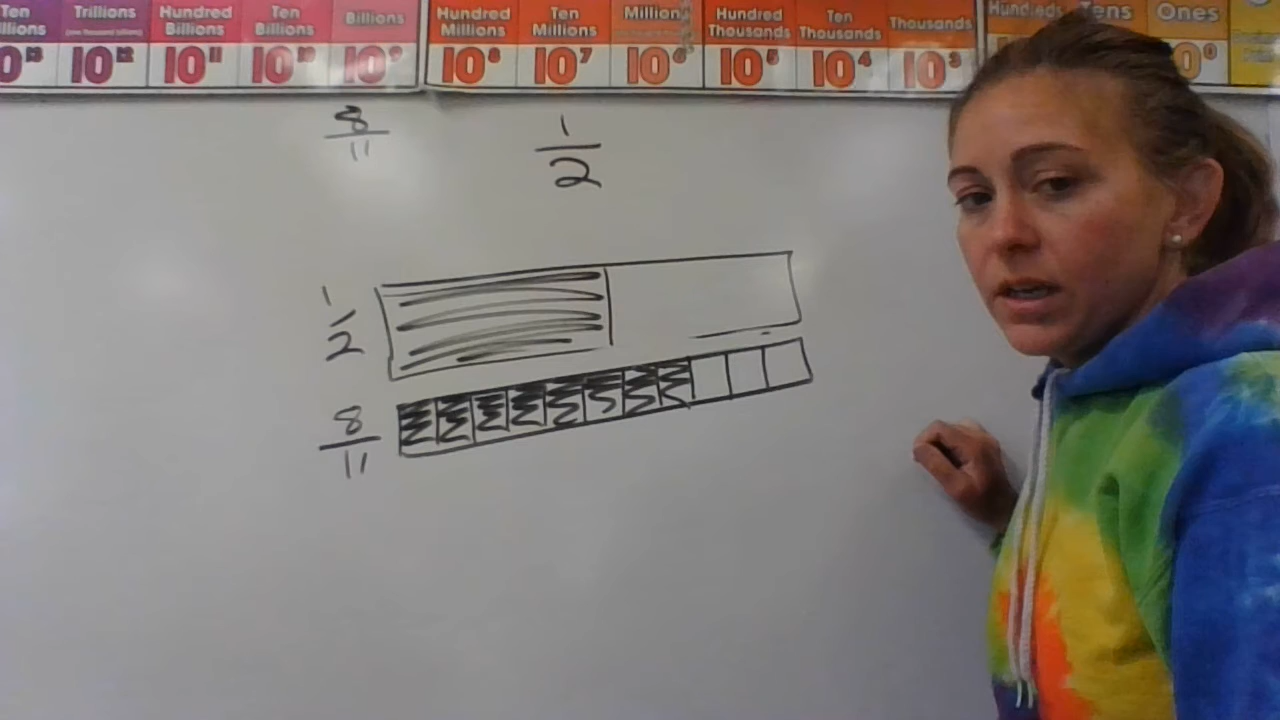 Ten Trillions Hundred Billions Ten Billions Billions Hundred Millions Ten Millions Millions Hundred Thousands Ten Thousands Thousands Hundreds Tens Ones
10¹³ 10¹² 10¹¹ 10¹⁰ 10⁹ 10⁸ 10⁷ 10⁶ 10⁵ 10⁴ 10³ 0⁰
8/11 1/2
1/2
8/11